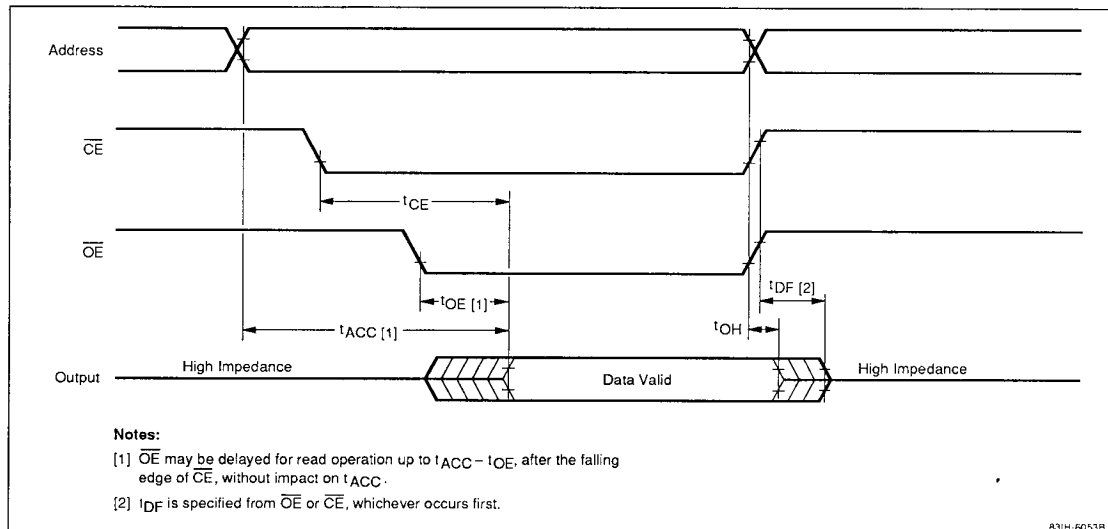 Address
CE
tCE
OE
tOE [1]
tDF [2]
tACC [1]
tOH
High Impedance
Output
Data Valid
High Impedance
Notes:
[1] OE may be delayed for read operation up to tACC – tOE, after the falling
edge of CE, without impact on tACC.
[2] tDF is specified from OE or CE, whichever occurs first.
83IH-6053B